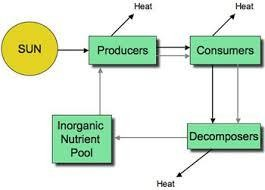 Heat
Heat
SUN
Producers
Consumers
Inorganic
Nutrient
Pool
Decomposers
Heat